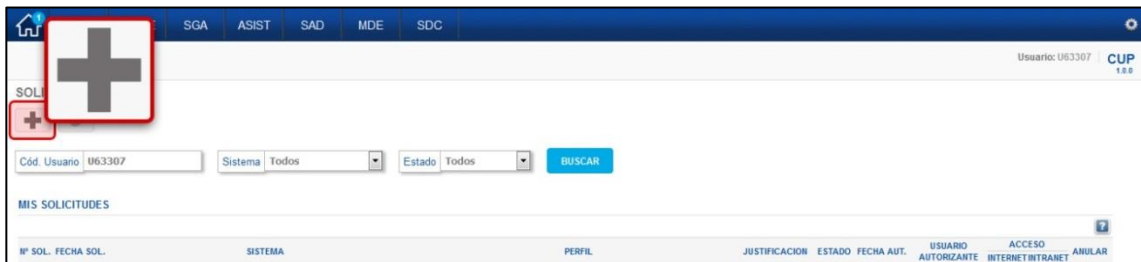 1
SGA ASIST SAD MDE SDC
Usuario: U63307 CUP
1.0.0
SOLI
Cód. Usuario U63307 Sistema Todos Estado Todos BUSCAR
MIS SOLICITUDES
?
Nº SOL. FECHA SOL. SISTEMA PERFIL JUSTIFICACION ESTADO FECHA AUT. USUARIO AUTORIZANTE ACCESO INTERNET INTRANET ANULAR